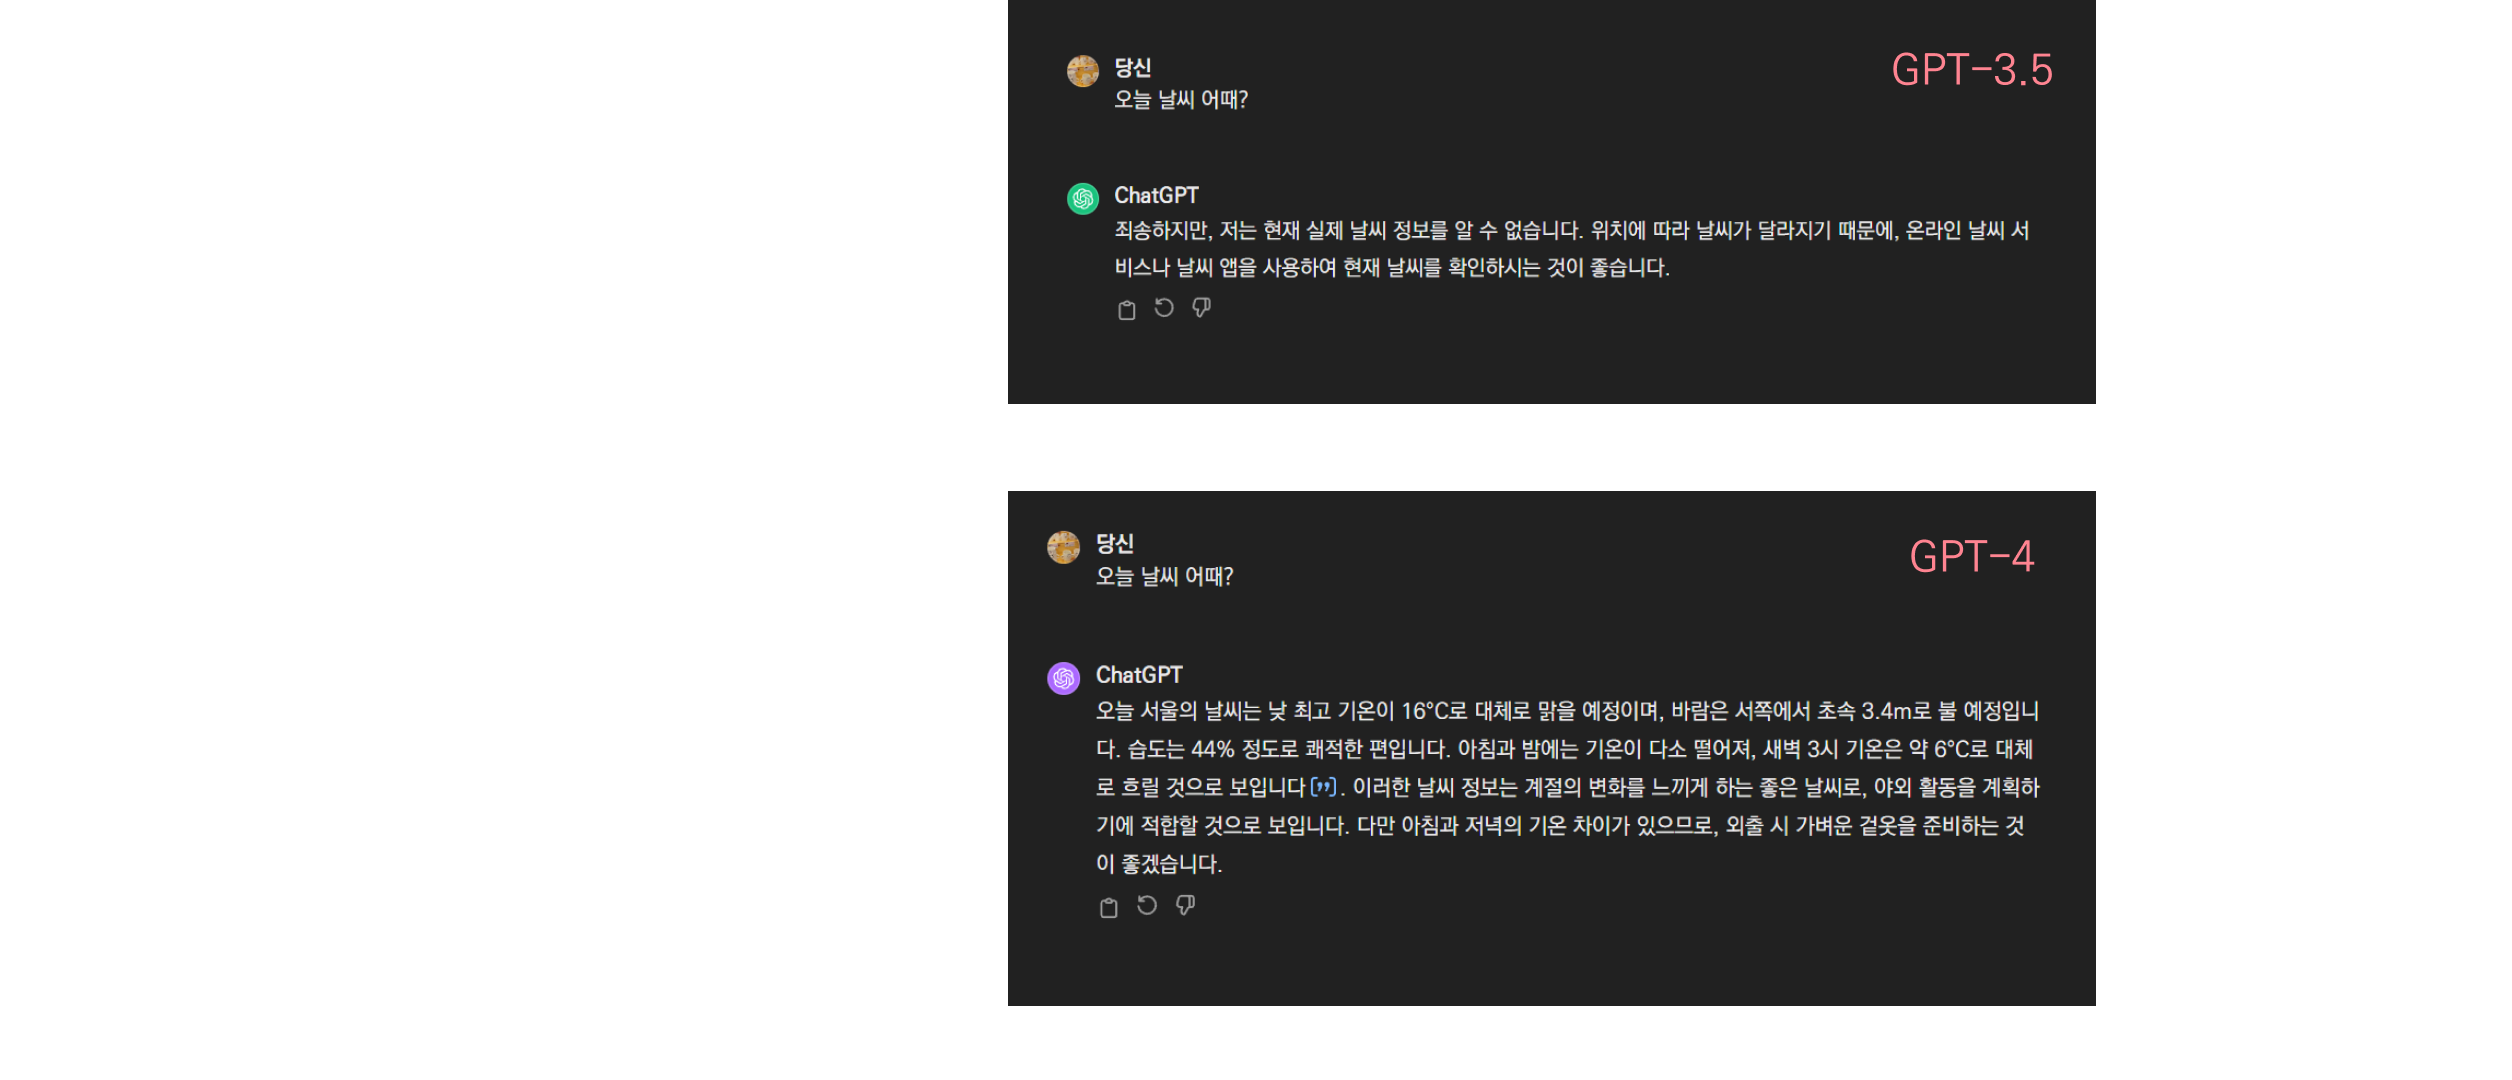 당신
GPT-3.5
오늘 날씨 어때?
ChatGPT
죄송하지만, 저는 현재 실제 날씨 정보를 알 수 없습니다. 위치에 따라 날씨가 달라지기 때문에, 온라인 날씨 서
비스나 날씨 앱을 사용하여 현재 날씨를 확인하시는 것이 좋습니다.
당신
GPT-4
오늘 날씨 어때?
ChatGPT
오늘 서울의 날씨는 낮 최고 기온이 16°C로 대체로 맑을 예정이며, 바람은 서쪽에서 초속 3.4m로 불 예정입니
다. 습도는 44% 정도로 쾌적한 편입니다. 아침과 밤에는 기온이 다소 떨어져, 새벽 3시 기온은 약 6°C로 대체
로 흐릴 것으로 보입니다. 이러한 날씨 정보는 계절의 변화를 느끼게 하는 좋은 날씨로, 야외 활동을 계획하
기에 적합할 것으로 보입니다. 다만 아침과 저녁의 기온 차이가 있으므로, 외출 시 가벼운 겉옷을 준비하는 것
이 좋겠습니다.